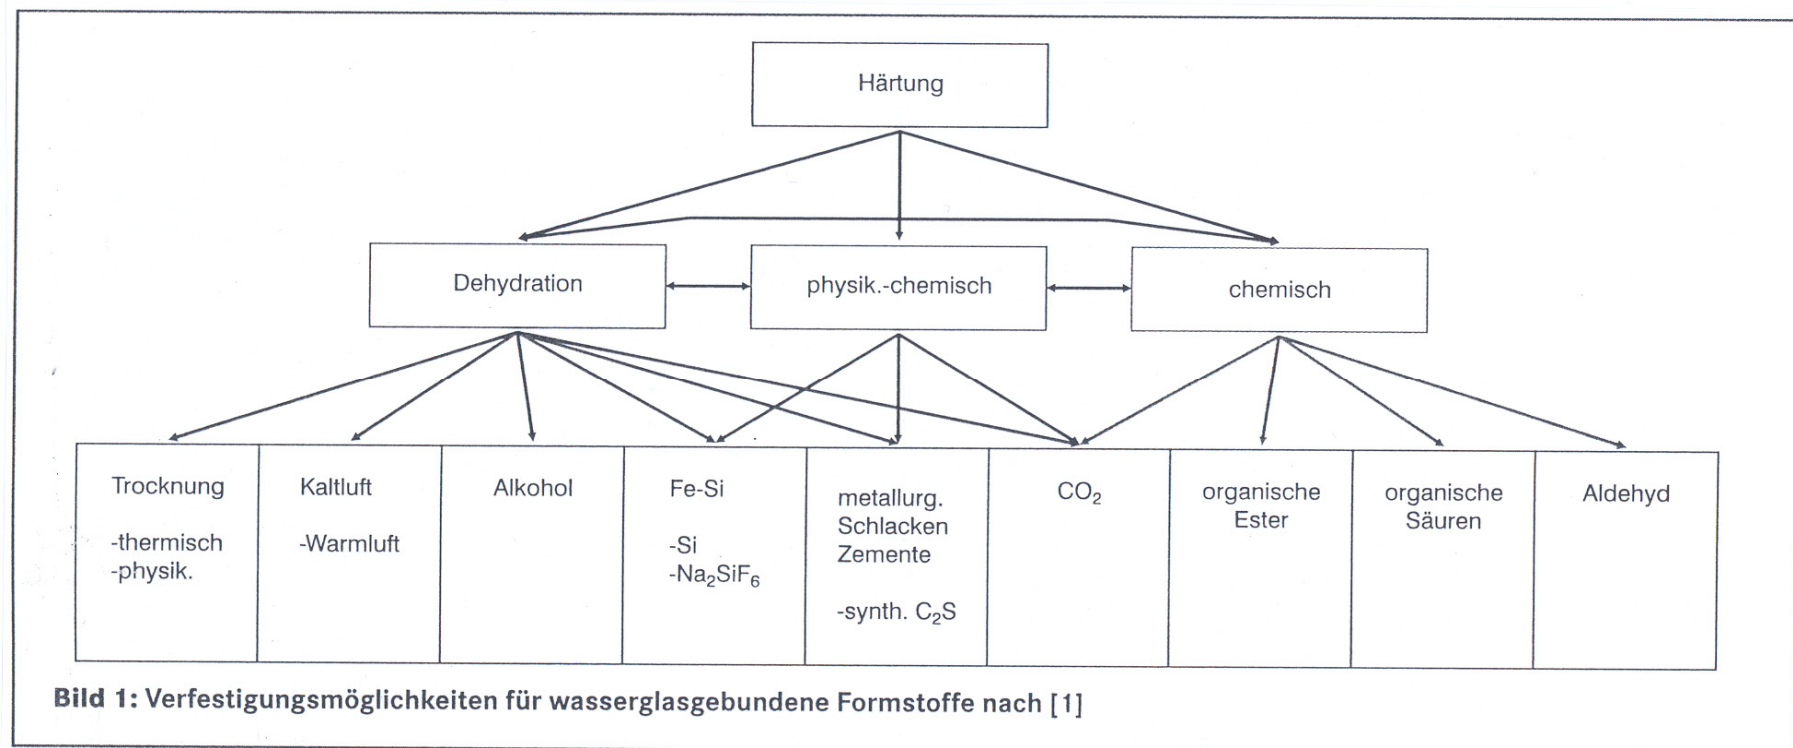 Härtung
Dehydration
physik.-chemisch
chemisch
Trocknung
-thermisch
-physik.
Kaltluft
-Warmluft
Alkohol
Fe-Si
-Si
-Na₂SiF₆
metallurg.
Schlacken
Zemente
-synth. C₂S
CO₂
organische
Ester
organische
Säuren
Aldehyd
Bild 1: Verfestigungsmöglichkeiten für wasserglasgebundene Formstoffe nach [1]